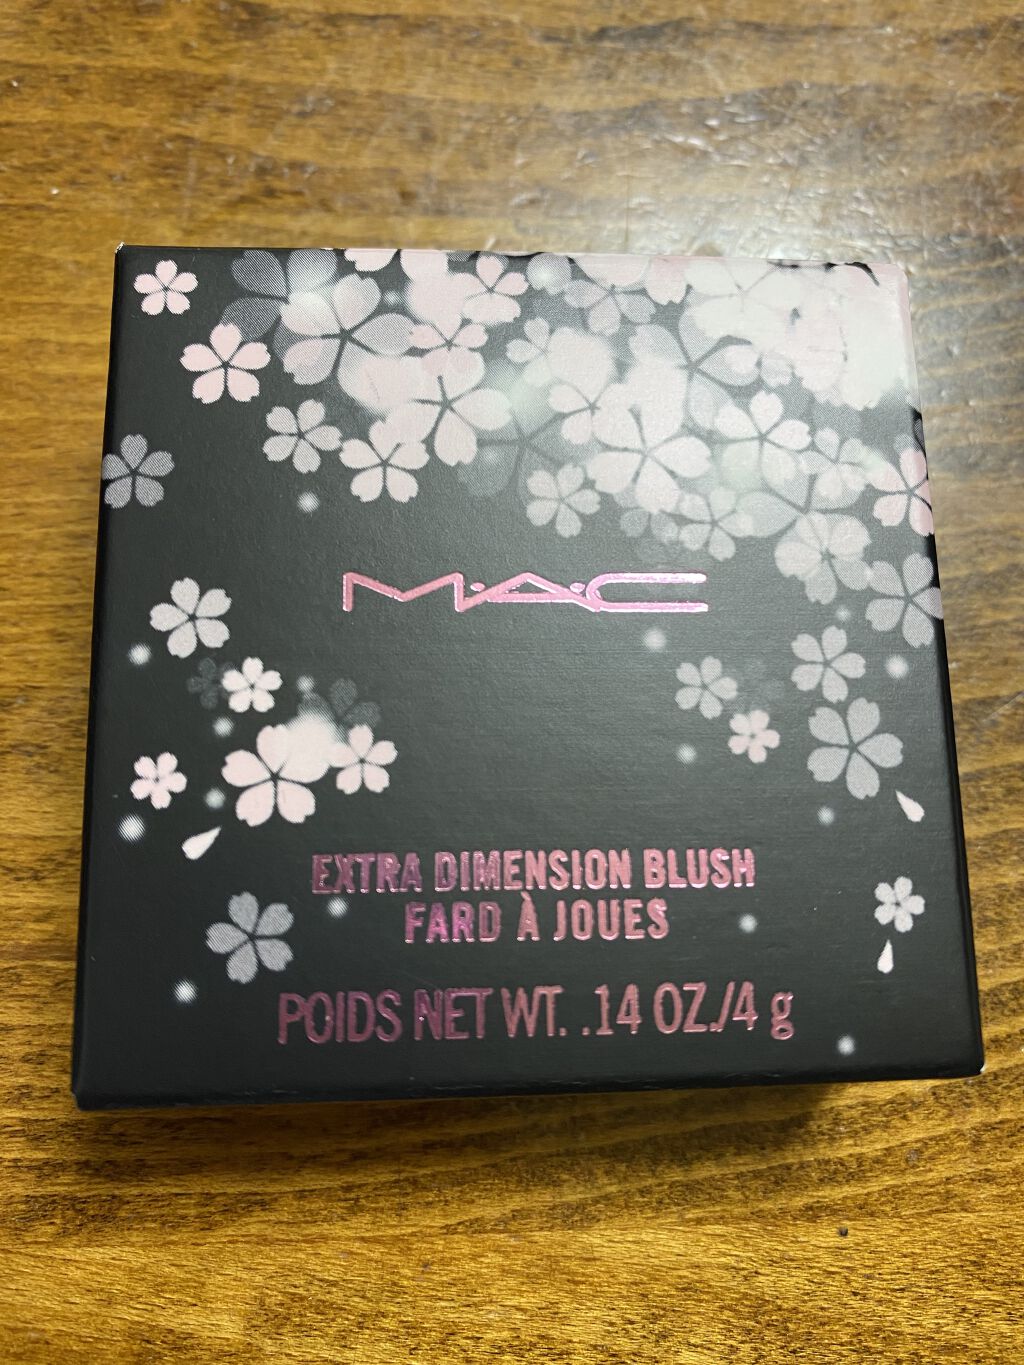 M·A·C
EXTRA DIMENSION BLUSH
FARD À JOUES
POIDS NET WT. .14 OZ./4 g